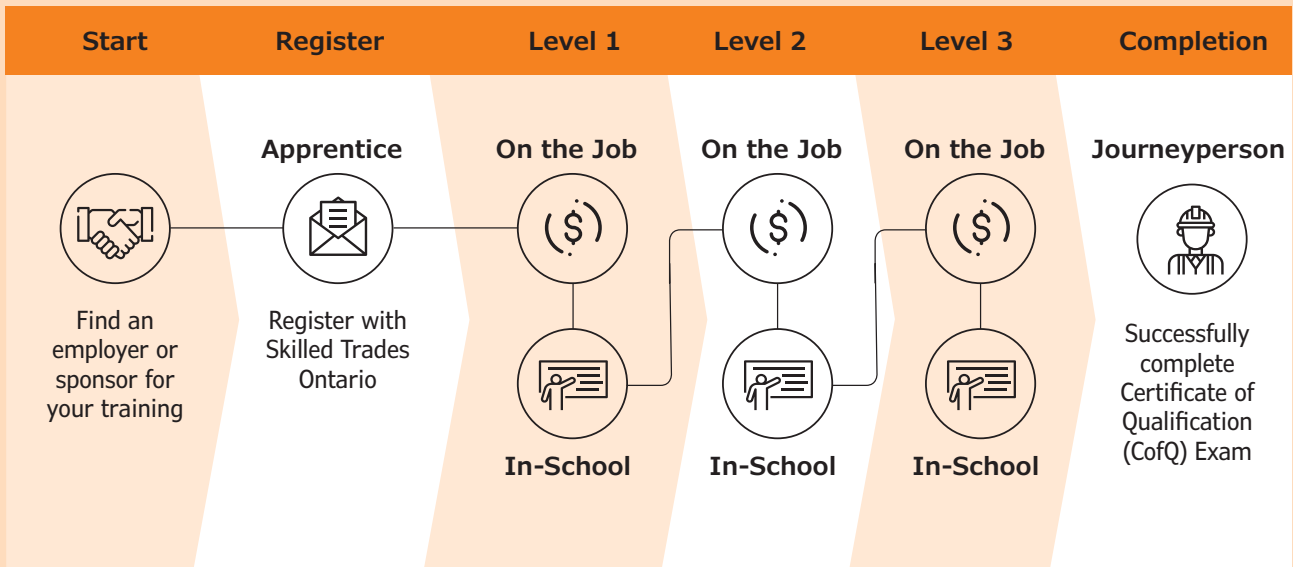 Start
Register
Level 1
Level 2
Level 3
Completion
Find an
employer or
sponsor for
your training
Apprentice
Register with
Skilled Trades
Ontario
On the Job
$
In-School
On the Job
$
In-School
On the Job
$
In-School
Journeyperson
Successfully
complete
Certificate of
Qualification
(CofQ) Exam